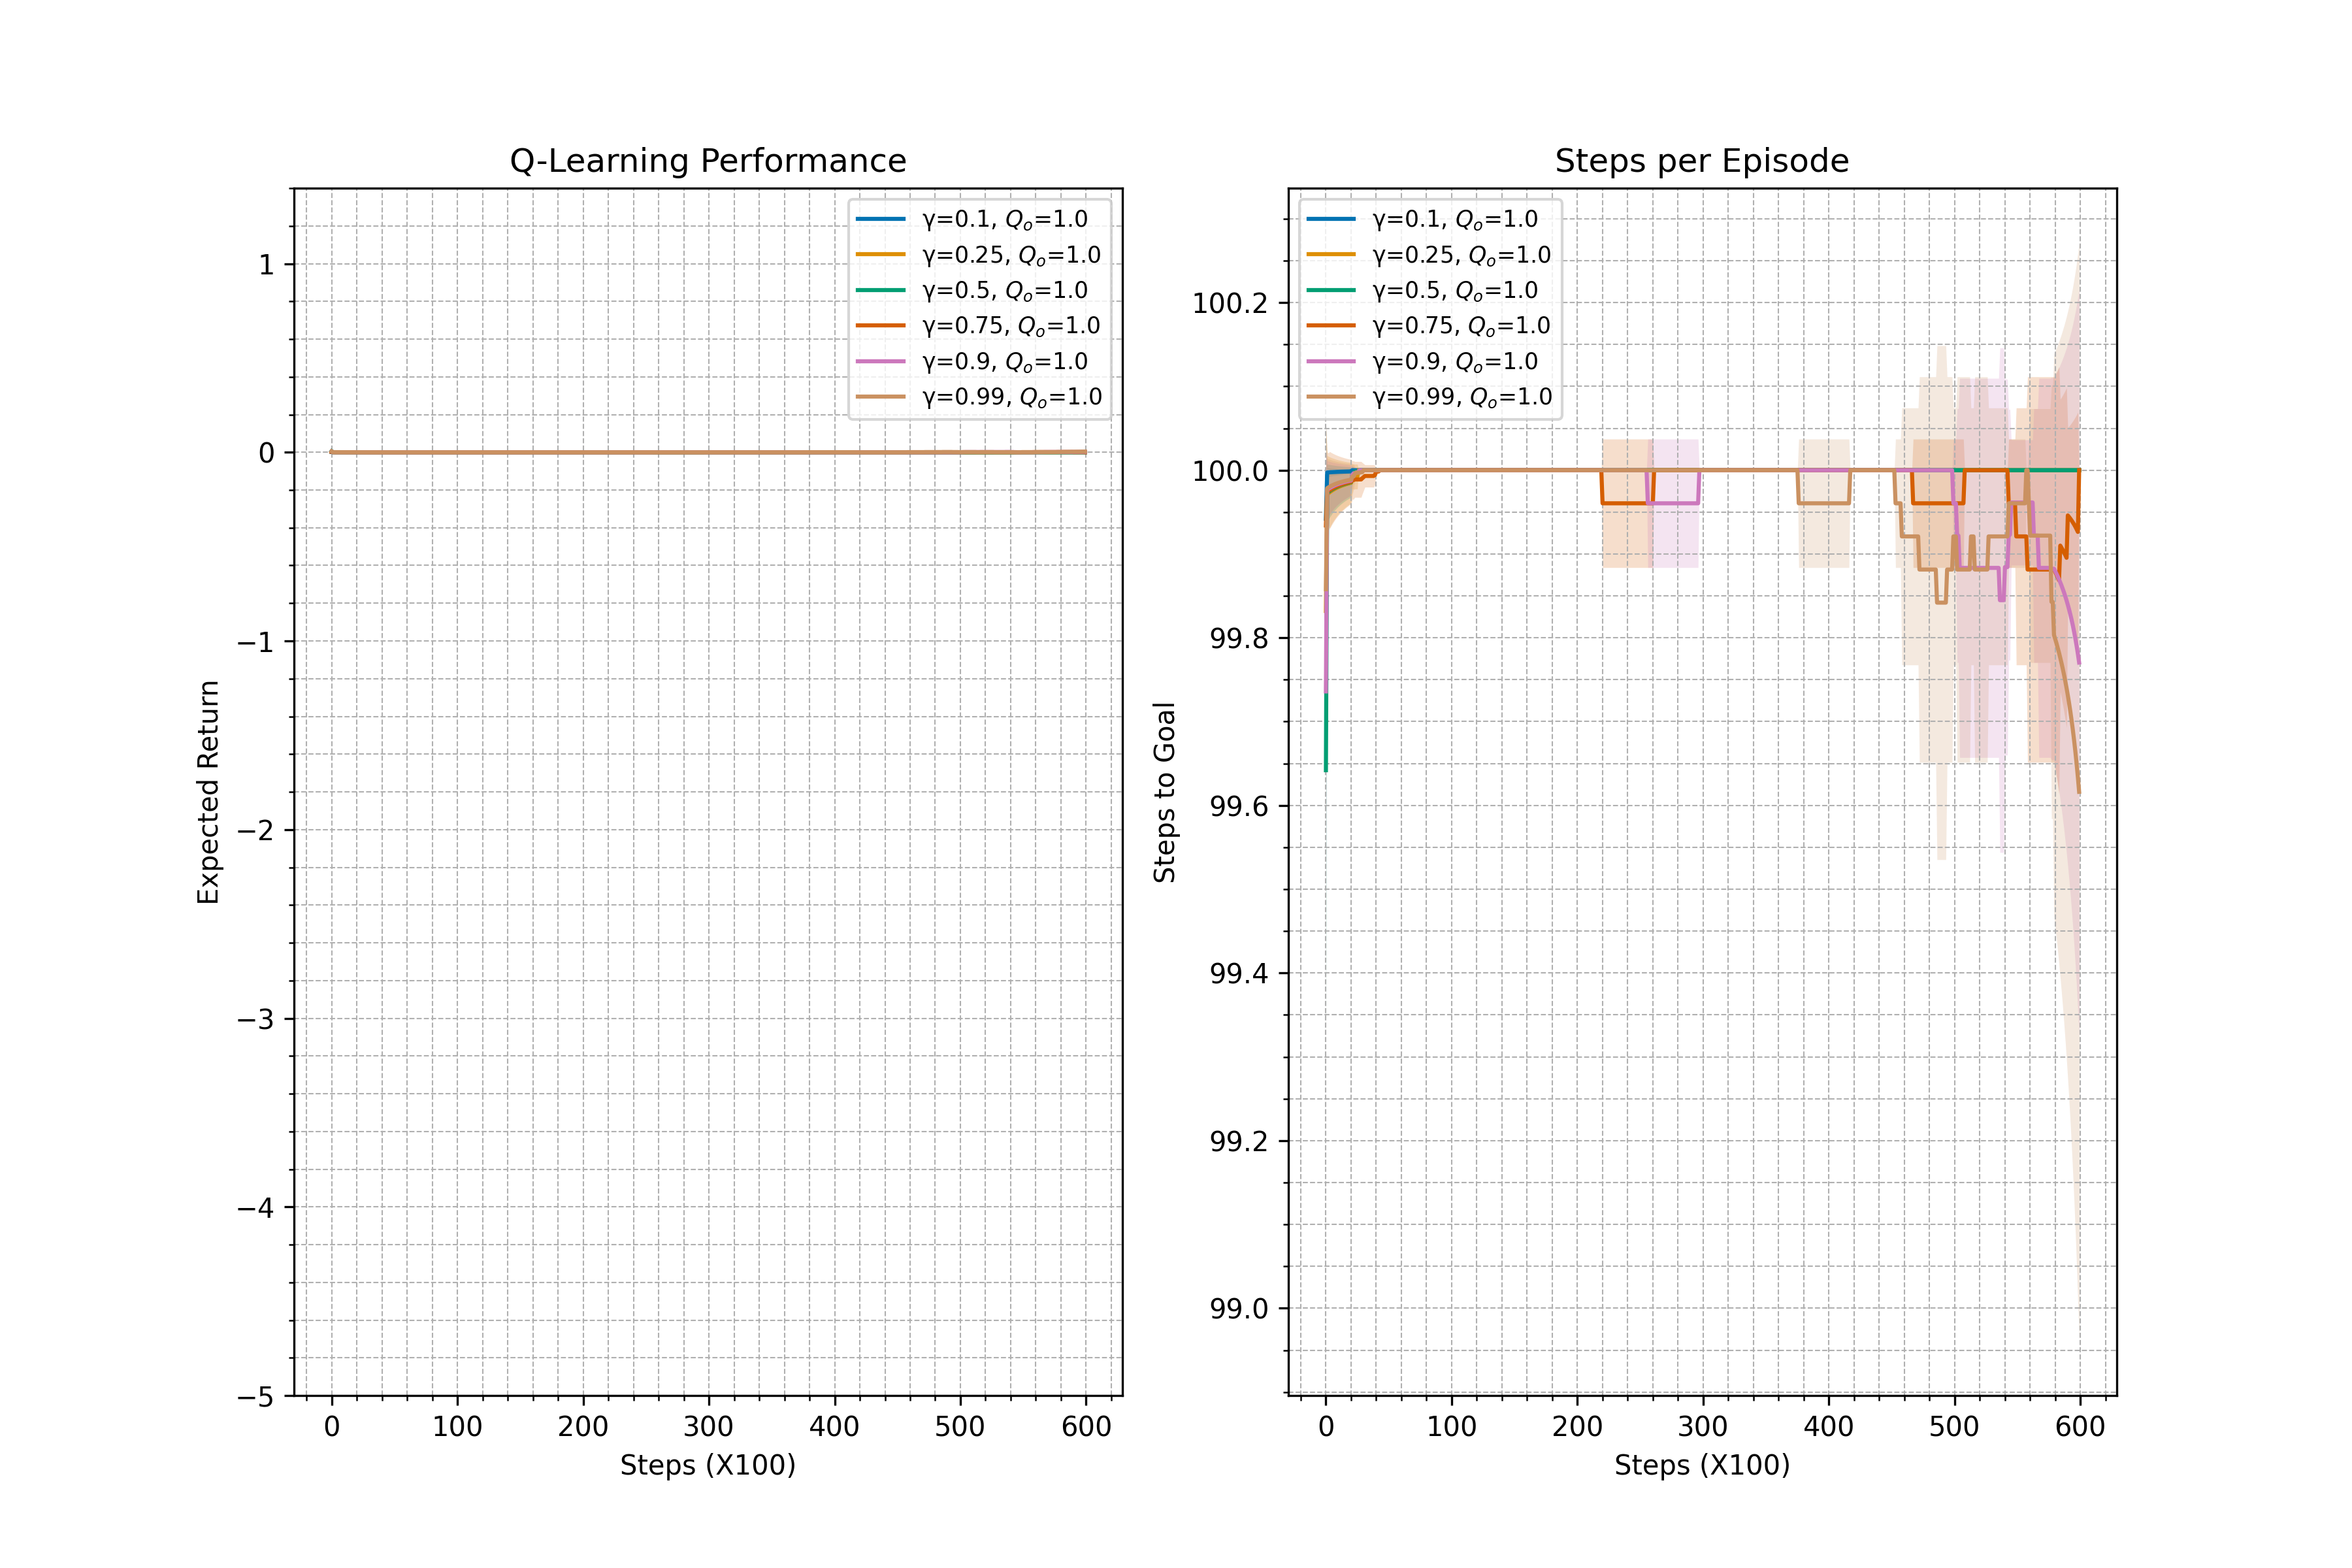 Q-Learning Performance
γ=0.1, Qₒ=1.0
γ=0.25, Qₒ=1.0
γ=0.5, Qₒ=1.0
γ=0.75, Qₒ=1.0
γ=0.9, Qₒ=1.0
γ=0.99, Qₒ=1.0
1
0
−1
−2
−3
−4
−5
Expected Return
0 100 200 300 400 500 600
Steps (X100)
Steps per Episode
γ=0.1, Qₒ=1.0
γ=0.25, Qₒ=1.0
γ=0.5, Qₒ=1.0
γ=0.75, Qₒ=1.0
γ=0.9, Qₒ=1.0
γ=0.99, Qₒ=1.0
100.2
100.0
99.8
99.6
99.4
99.2
99.0
Steps to Goal
0 100 200 300 400 500 600
Steps (X100)